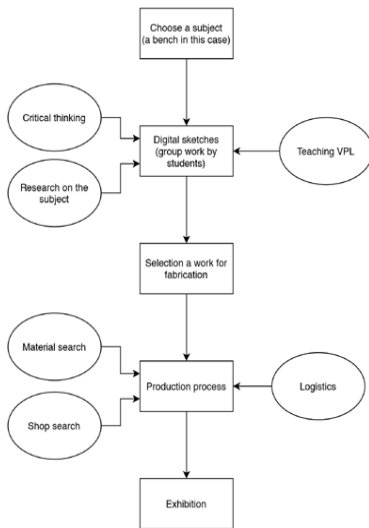 Choose a subject
(a bench in this case)
Critical thinking
Digital sketches
(group work by
students)
Teaching VPL
Research on the
subject
Selection a work for
fabrication
Material search
Production process
Logistics
Shop search
Exhibition